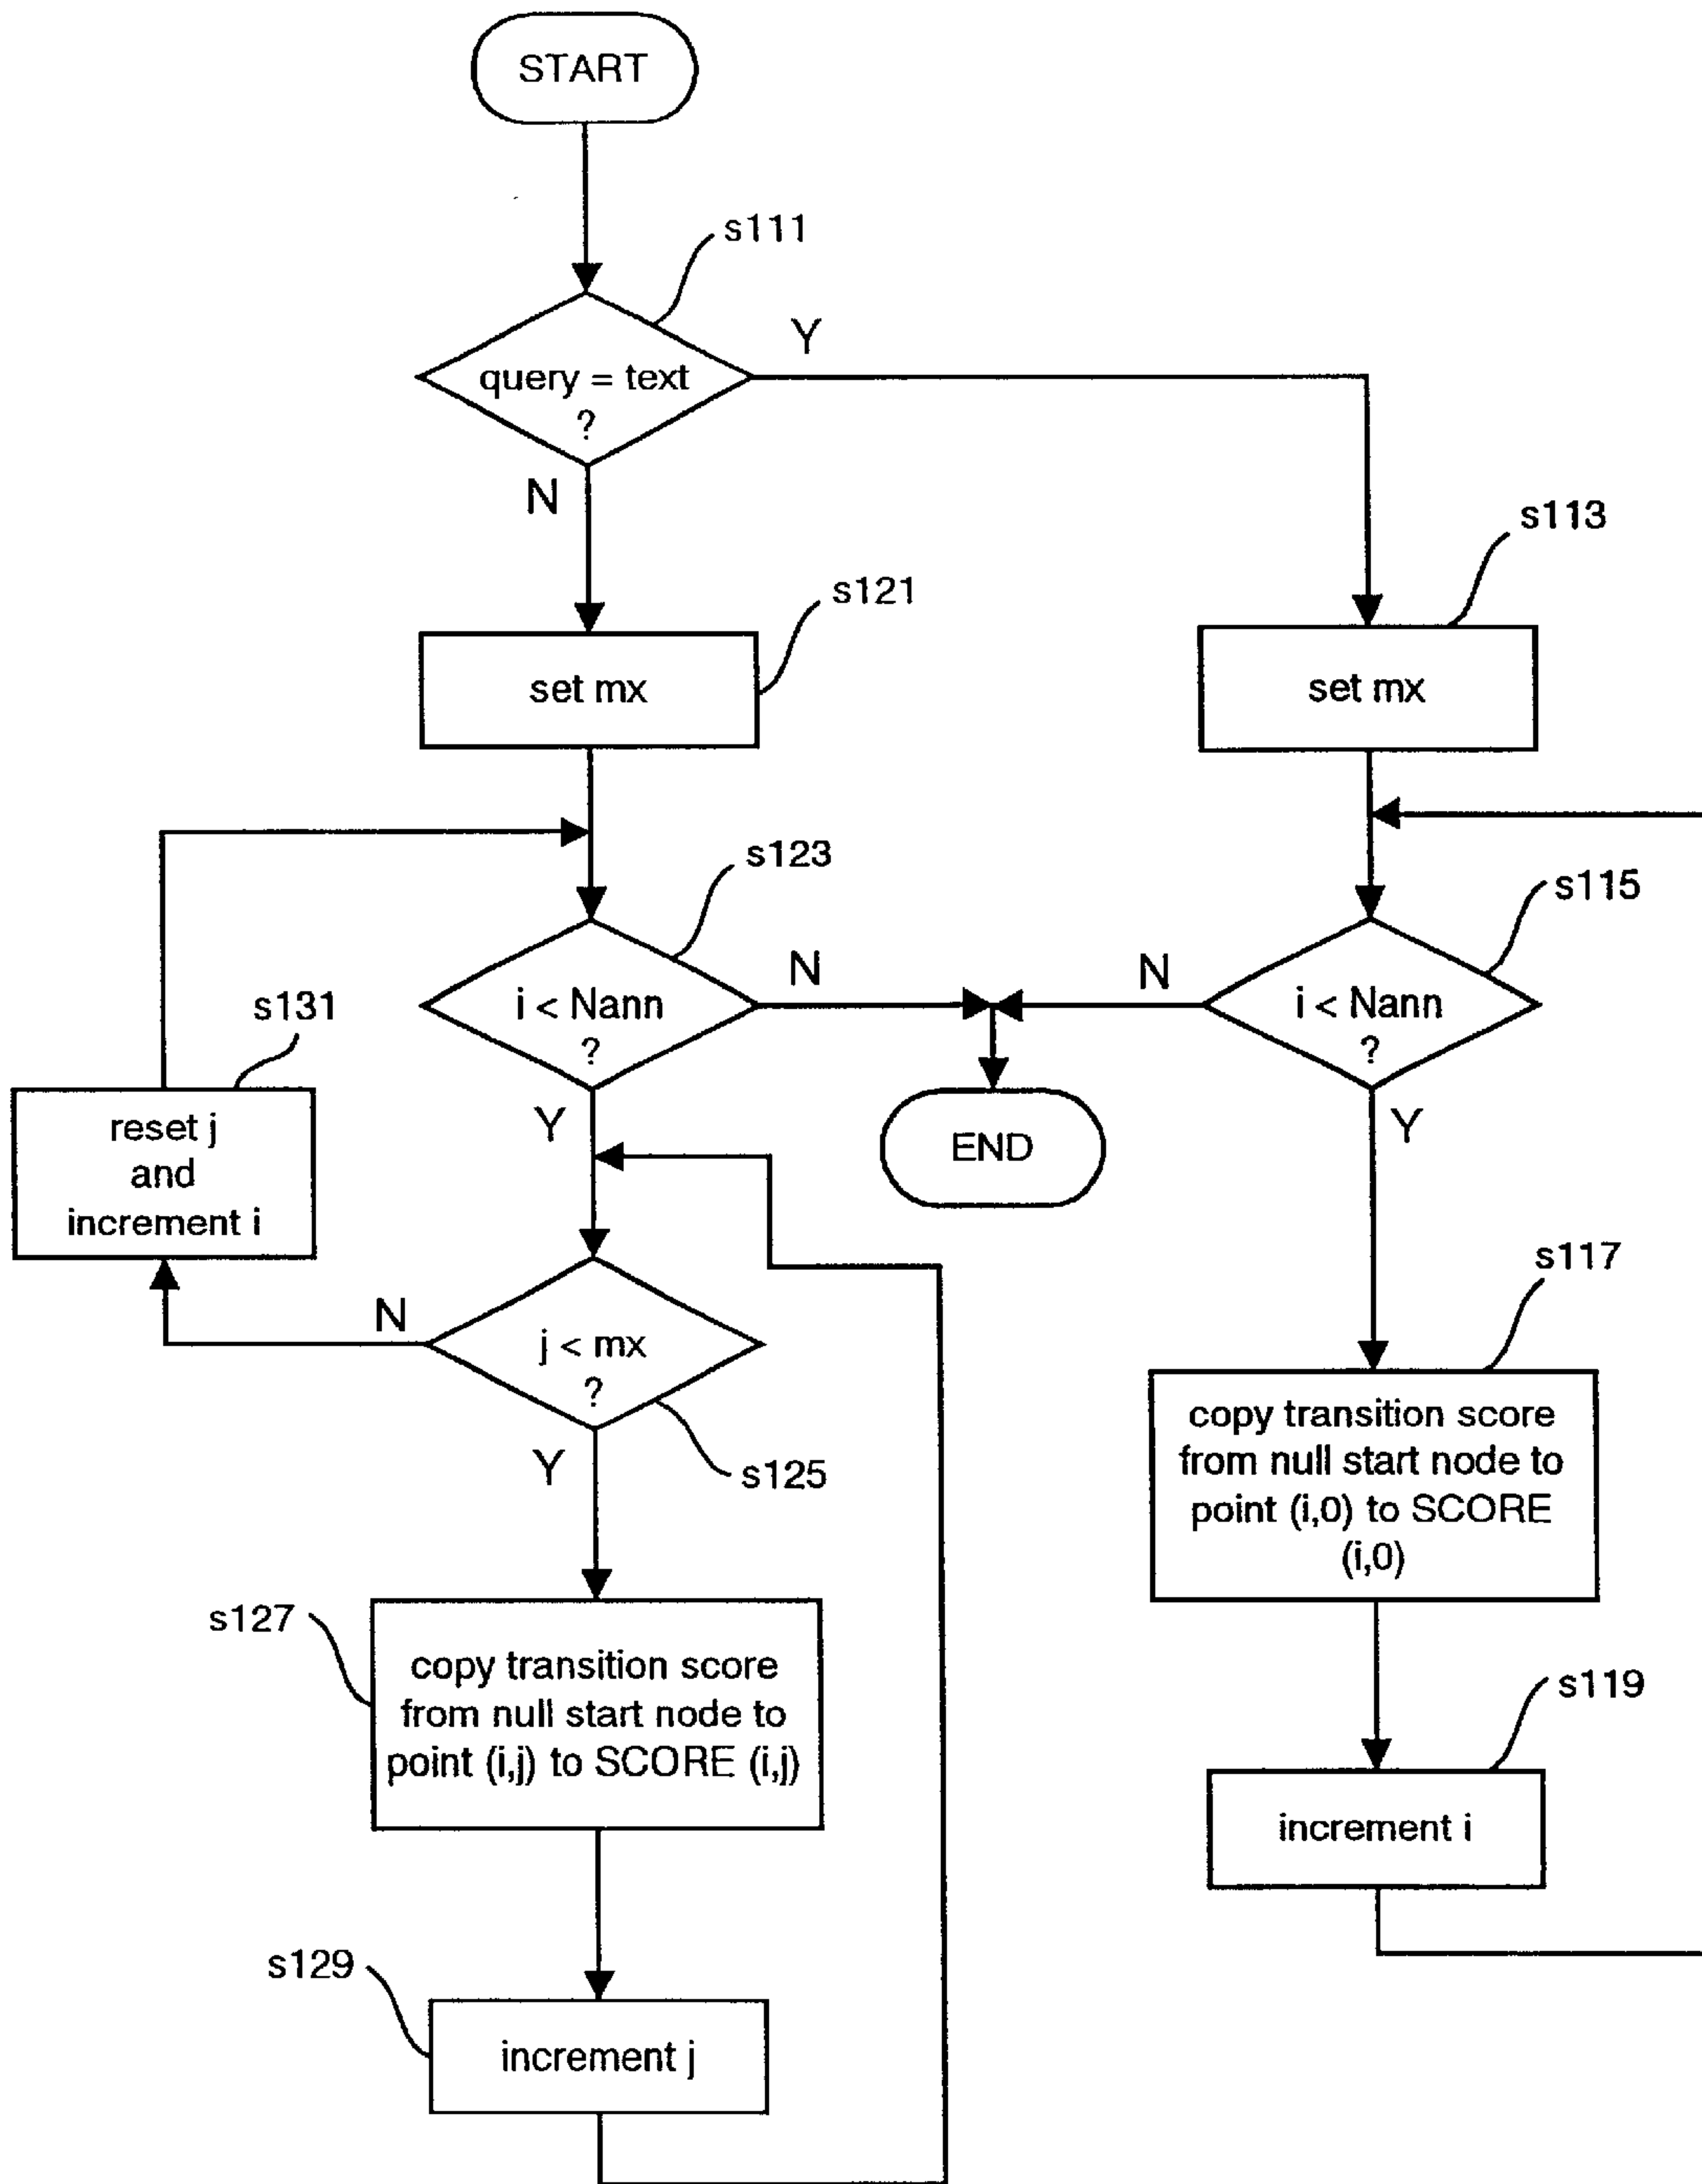 START
s111
query = text
?
Y
N
s113
s121
set mx
set mx
s123
s115
N
N
i < Nann
?
i < Nann
?
s131
reset j
and
increment i
Y
END
Y
s117
N
j < mx
?
s125
Y
copy transition score
from null start node to
point (i,0) to SCORE
(i,0)
s127
copy transition score
from null start node to
point (i,j) to SCORE (i,j)
s119
increment i
s129
increment j